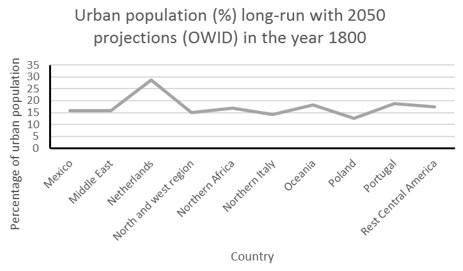 Urban population (%) long-run with 2050
projections (OWID) in the year 1800
Percentage of urban population
35
30
25
20
15
10
5
0
Mexico
Middle East
Netherlands
North and west region
Northern Africa
Northern Italy
Oceania
Poland
Portugal
Rest Central America
Country